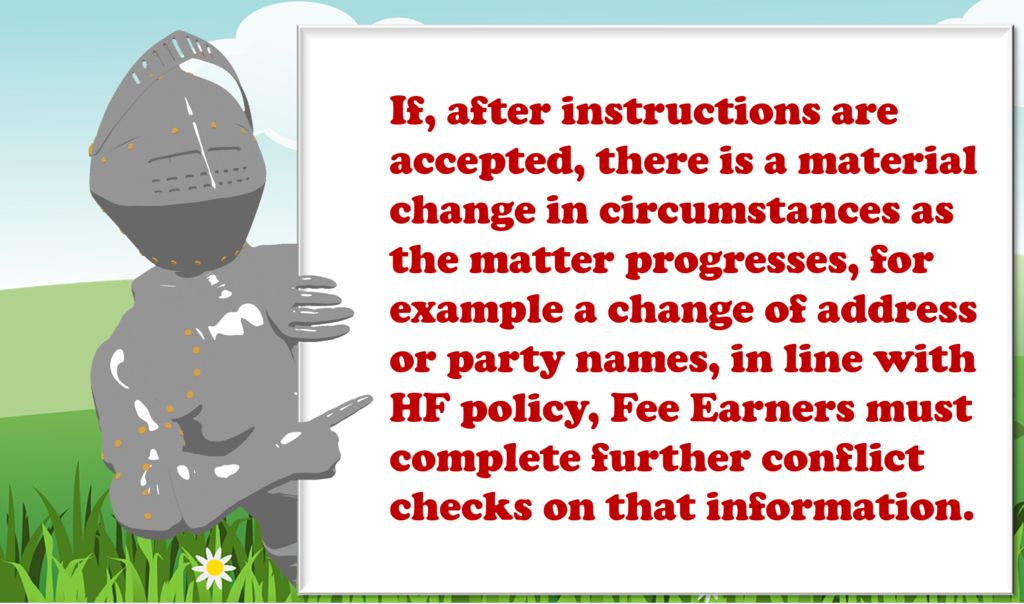 If, after instructions are
accepted, there is a material
change in circumstances as
the matter progresses, for
example a change of address
or party names, in line with
HF policy, Fee Earners must
complete further conflict
checks on that information.